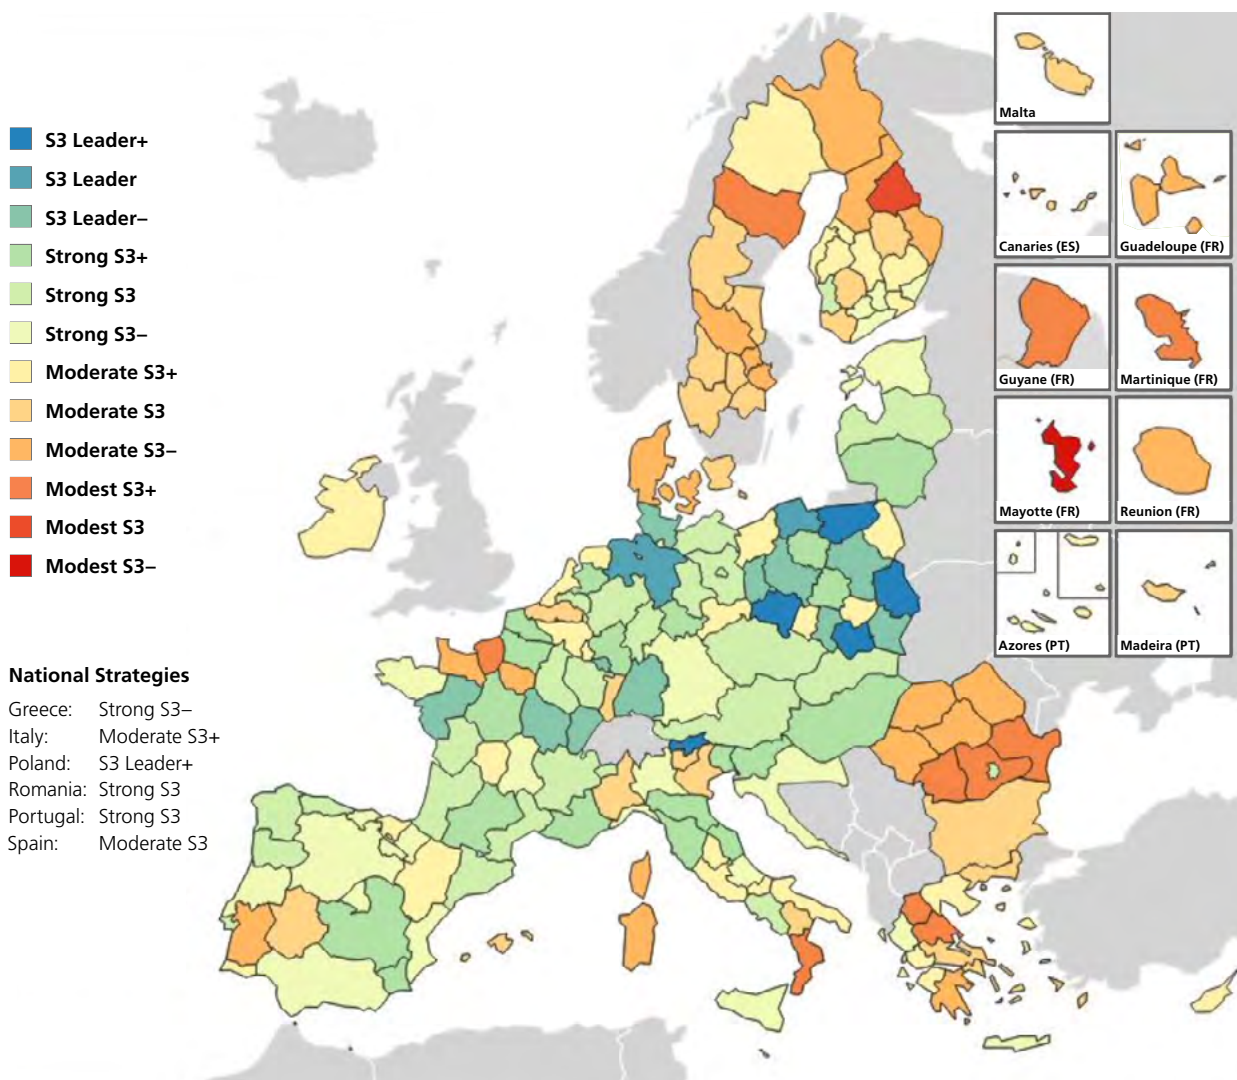 S3 Leader+
S3 Leader
S3 Leader–
Strong S3+
Strong S3
Strong S3–
Moderate S3+
Moderate S3
Moderate S3–
Modest S3+
Modest S3
Modest S3–
National Strategies
Greece: Strong S3–
Italy: Moderate S3+
Poland: S3 Leader+
Romania: Strong S3
Portugal: Strong S3
Spain: Moderate S3
Malta
Canaries (ES)
Guadeloupe (FR)
Guyane (FR)
Martinique (FR)
Mayotte (FR)
Reunion (FR)
Azores (PT)
Madeira (PT)